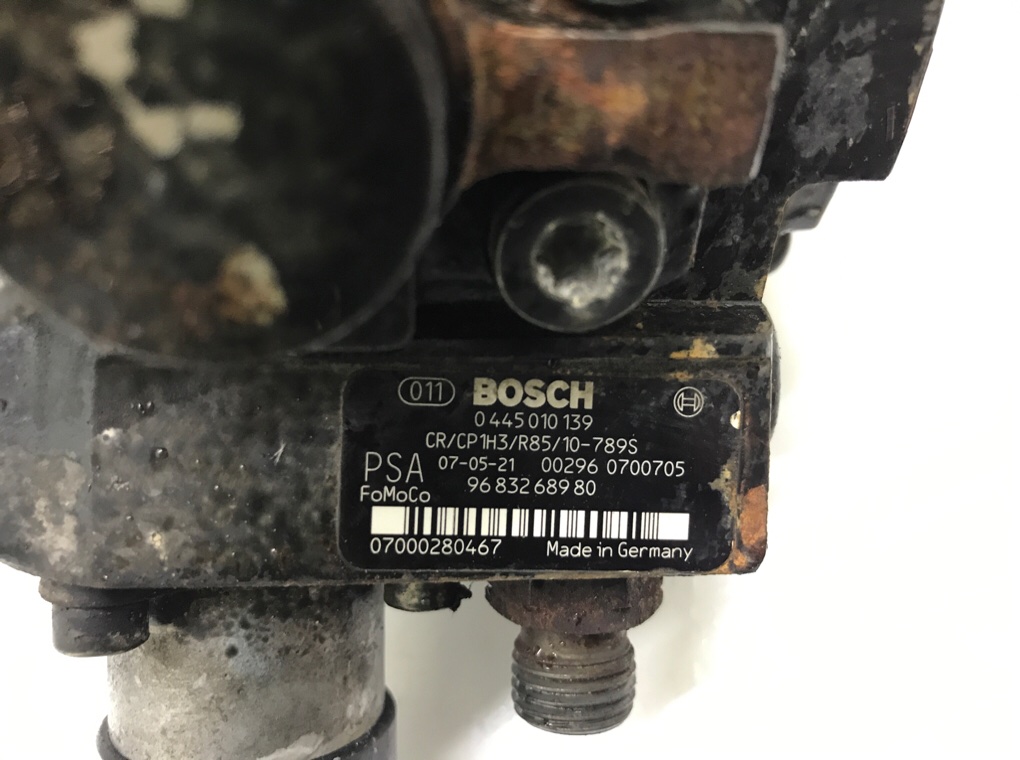 011 BOSCH
0 445 010 139
CR/CP1H3/R85/10-789S
PSA 07-05-21 00296 0700705
FoMoCo 96 832 689 80
07000280467 Made in Germany